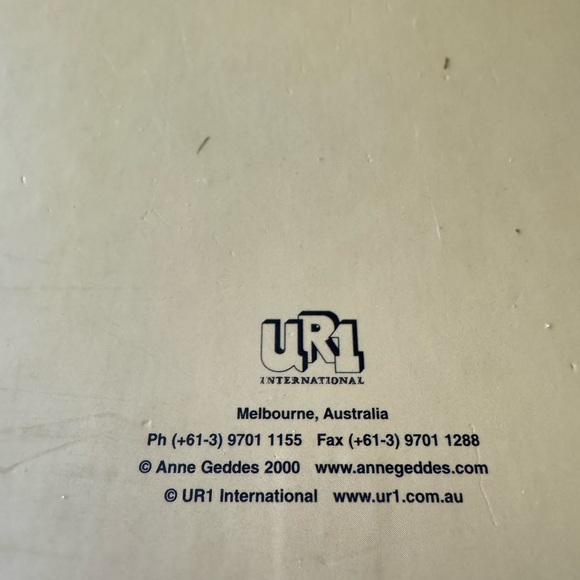 UR1
INTERNATIONAL
Melbourne, Australia
Ph (+61-3) 9701 1155 Fax (+61-3) 9701 1288
© Anne Geddes 2000 www.annegeddes.com
© UR1 International www.ur1.com.au